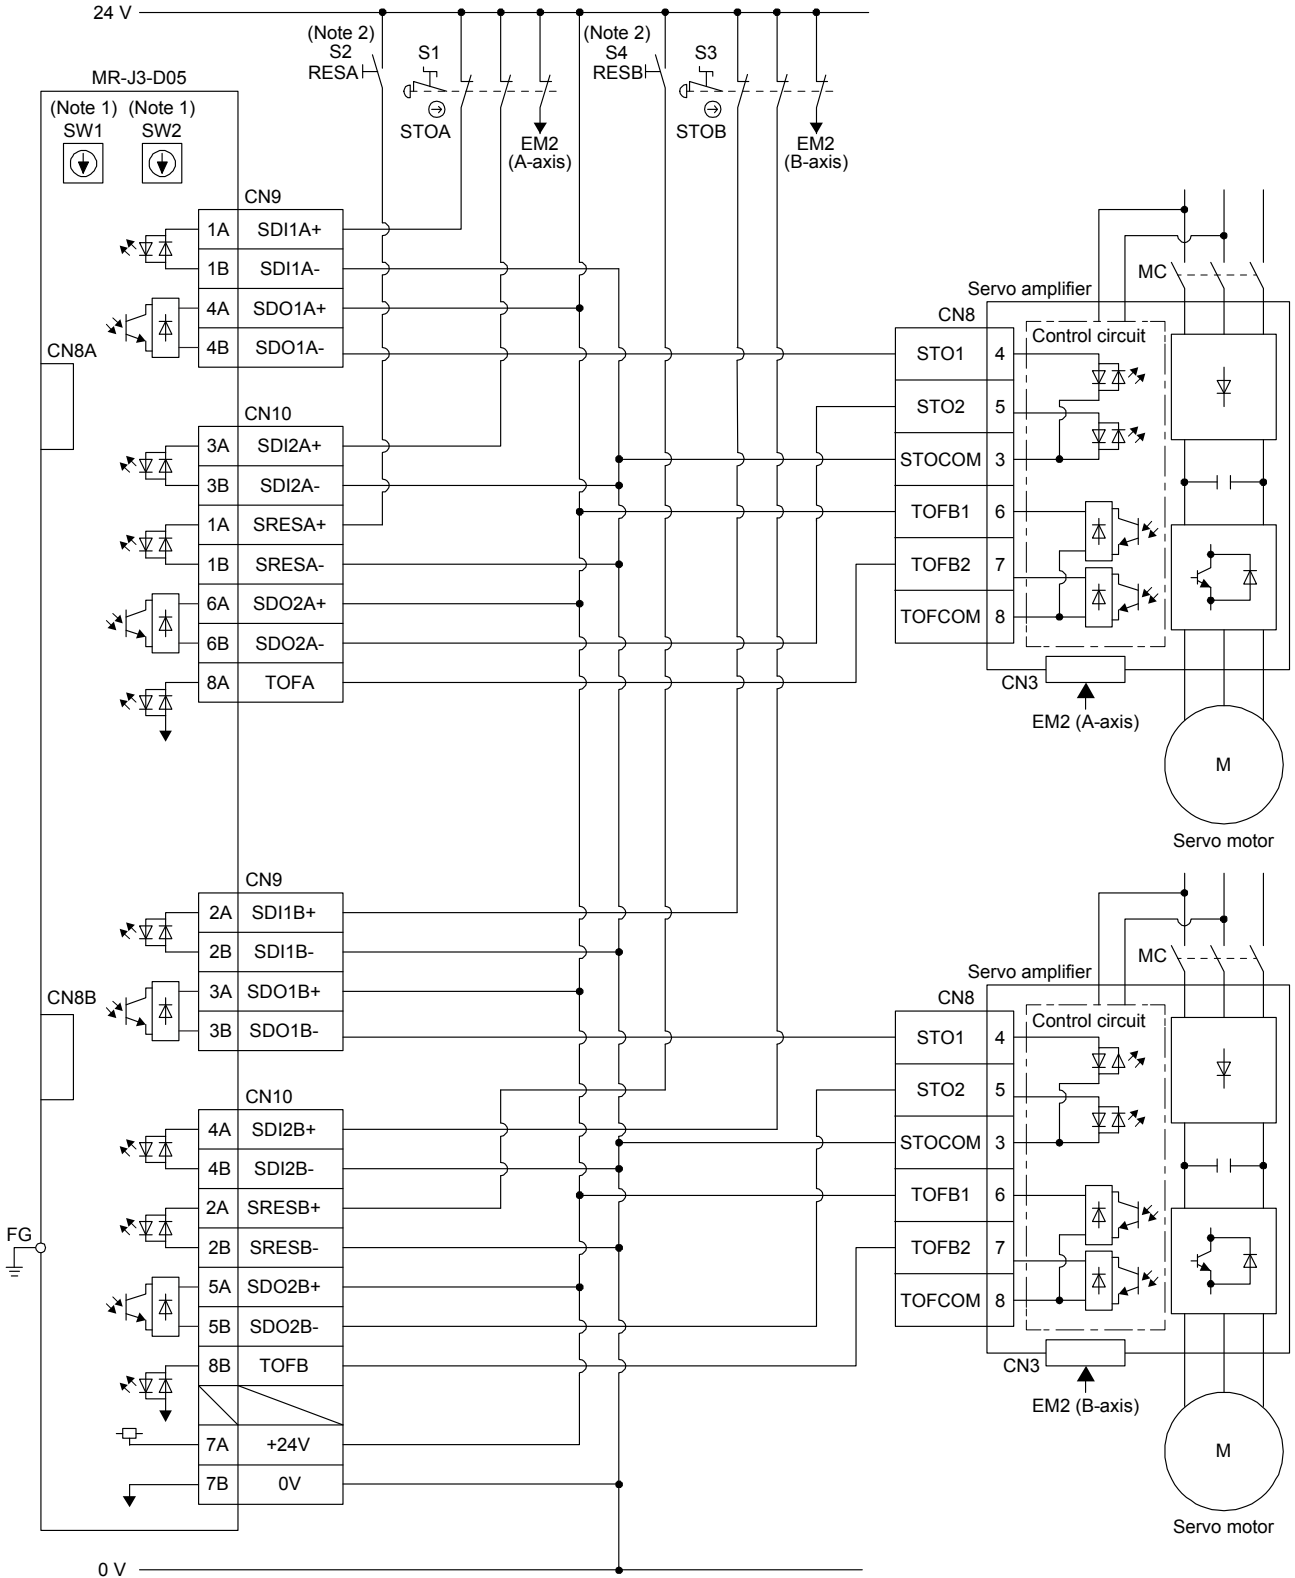 24 V
(Note 2)
S2
RESA
S1
STOA
EM2
(A-axis)
(Note 2)
S4
RESB
S3
STOB
EM2
(B-axis)
MR-J3-D05
(Note 1) (Note 1)
SW1 SW2
CN8A
CN9
1A SDI1A+
1B SDI1A-
4A SDO1A+
4B SDO1A-
CN10
3A SDI2A+
3B SDI2A-
1A SRESA+
1B SRESA-
6A SDO2A+
6B SDO2A-
8A TOFA
MC
Servo amplifier
CN8
Control circuit
STO1 4
STO2 5
STOCOM 3
TOFB1 6
TOFB2 7
TOFCOM 8
CN3
EM2 (A-axis)
M
Servo motor
CN8B
CN9
2A SDI1B+
2B SDI1B-
3A SDO1B+
3B SDO1B-
CN10
4A SDI2B+
4B SDI2B-
2A SRESB+
2B SRESB-
5A SDO2B+
5B SDO2B-
8B TOFB
7A +24V
7B 0V
FG
MC
Servo amplifier
CN8
Control circuit
STO1 4
STO2 5
STOCOM 3
TOFB1 6
TOFB2 7
TOFCOM 8
CN3
EM2 (B-axis)
M
Servo motor
0 V